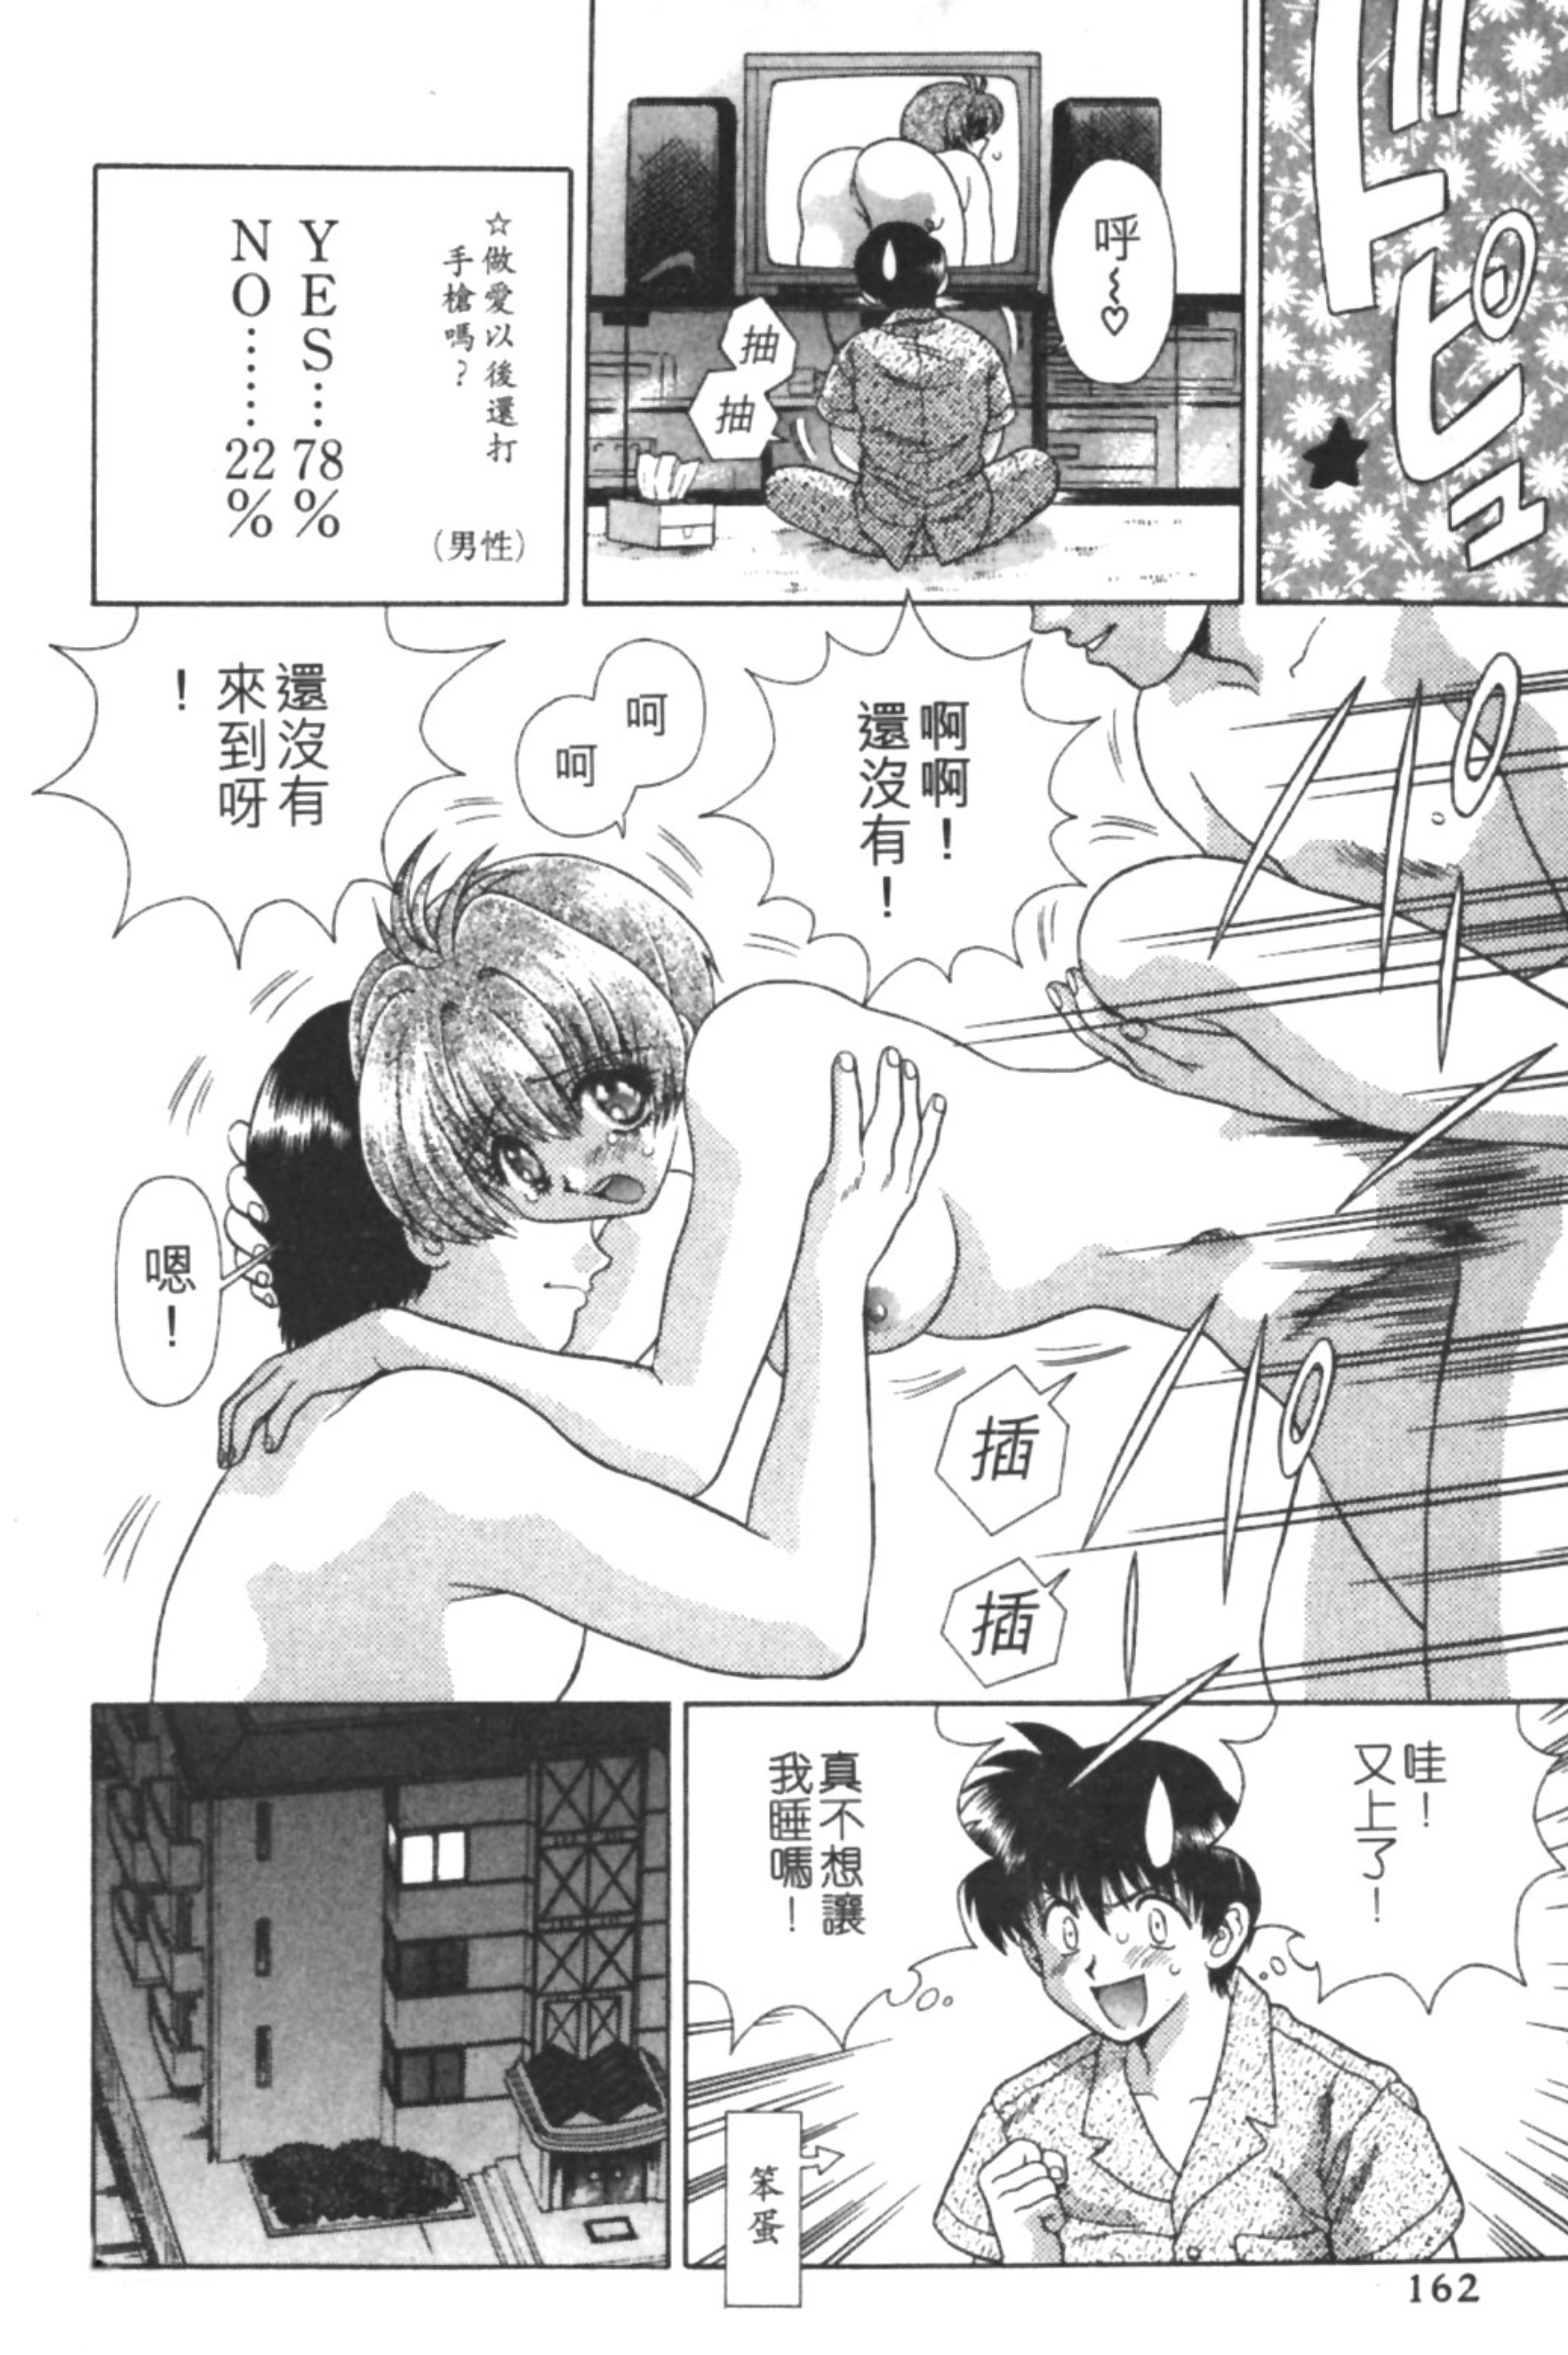 ドドピュ
呼~♡
抽
抽
☆做愛以後還打
手槍嗎？
（男性）
YES…78%
NO……22%
啊啊！
還沒有！
呵
呵
還沒有
來到呀
！
嗯！
插
插
哇！
又上了！
真不想讓
我睡嗎！
笨蛋
162